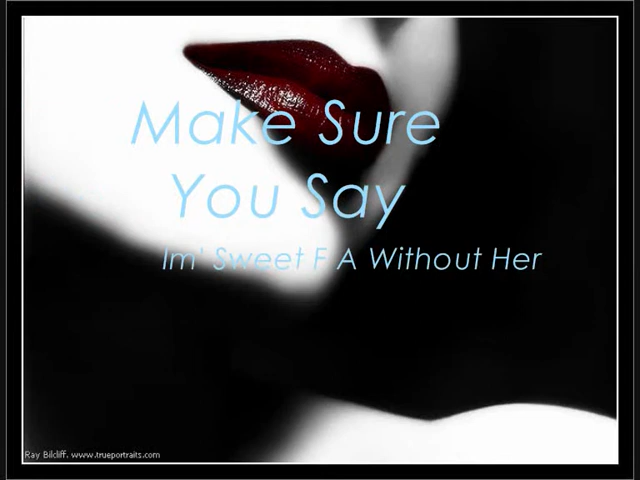 Make Sure
You Say
Im' Sweet F A Without Her
Ray Bilcliff. www.trueportraits.com